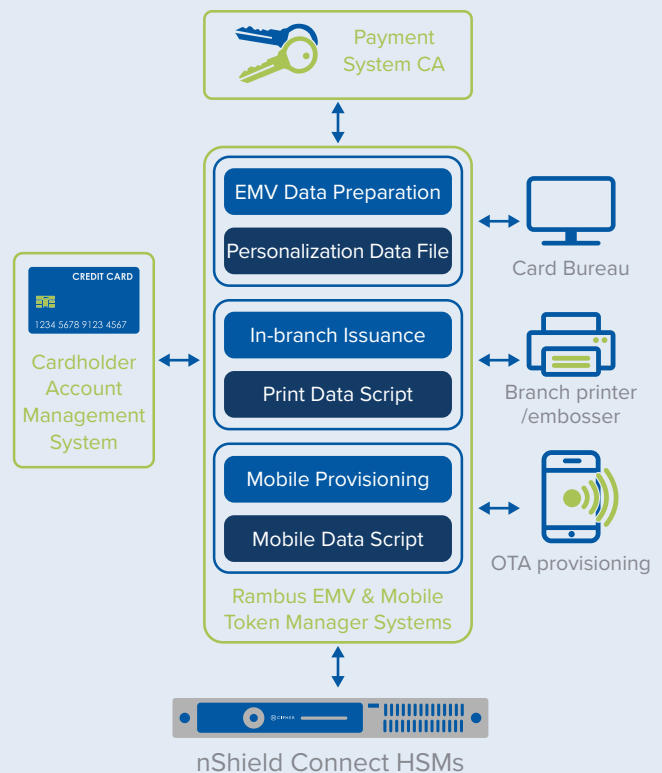 Payment
System CA
EMV Data Preparation
Personalization Data File
Card Bureau
CREDIT CARD
1234 5678 9123 4567
Cardholder
Account
Management
System
In-branch Issuance
Print Data Script
Branch printer
/embosser
Mobile Provisioning
Mobile Data Script
OTA provisioning
Rambus EMV & Mobile
Token Manager Systems
CIPHER
nShield Connect HSMs